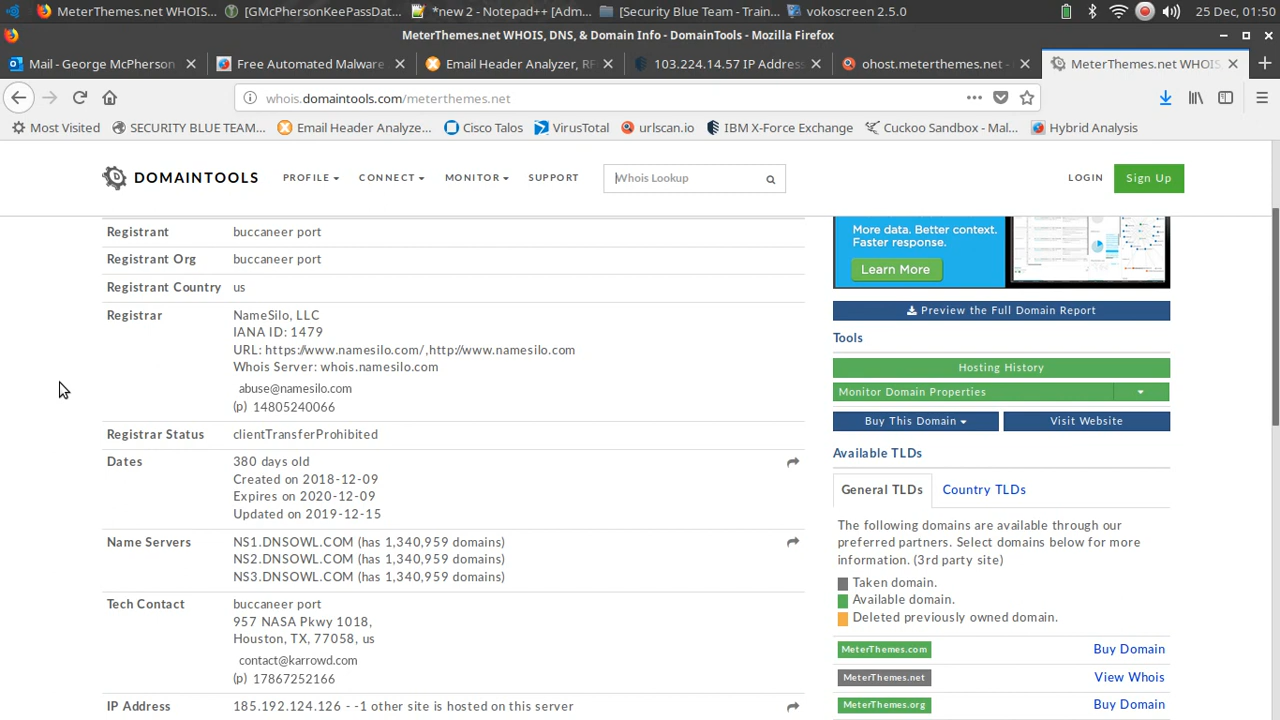 MeterThemes.net WHOIS...
[GMcPhersonKeePassDat...
*new 2 - Notepad++ [Adm...
[Security Blue Team - Train...
vokoscreen 2.5.0
25 Dec, 01:50
MeterThemes.net WHOIS, DNS, & Domain Info - DomainTools - Mozilla Firefox
Mail - George McPherson
Free Automated Malware
Email Header Analyzer, RF
103.224.14.57 IP Address
ohost.meterthemes.net -
MeterThemes.net WHOIS,
whois.domaintools.com/meterthemes.net
Most Visited
SECURITY BLUE TEAM...
Email Header Analyze...
Cisco Talos
VirusTotal
urlscan.io
IBM X-Force Exchange
Cuckoo Sandbox - Mal...
Hybrid Analysis
DOMAINTOOLS
PROFILE
CONNECT
MONITOR
SUPPORT
Whois Lookup
LOGIN
Sign Up
Registrant buccaneer port
Registrant Org buccaneer port
Registrant Country us
Registrar NameSilo, LLC
IANA ID: 1479
URL: https://www.namesilo.com/,http://www.namesilo.com
Whois Server: whois.namesilo.com
abuse@namesilo.com
(p) 14805240066
Registrar Status clientTransferProhibited
Dates 380 days old
Created on 2018-12-09
Expires on 2020-12-09
Updated on 2019-12-15
Name Servers NS1.DNSOWL.COM (has 1,340,959 domains)
NS2.DNSOWL.COM (has 1,340,959 domains)
NS3.DNSOWL.COM (has 1,340,959 domains)
Tech Contact buccaneer port
957 NASA Pkwy 1018,
Houston, TX, 77058, us
contact@karrowd.com
(p) 17867252166
IP Address 185.192.124.126 - -1 other site is hosted on this server
More data. Better context.
Faster response.
Learn More
Preview the Full Domain Report
Tools
Hosting History
Monitor Domain Properties
Buy This Domain
Visit Website
Available TLDs
General TLDs
Country TLDs
The following domains are available through our
preferred partners. Select domains below for more
information. (3rd party site)
Taken domain.
Available domain.
Deleted previously owned domain.
MeterThemes.com Buy Domain
MeterThemes.net View Whois
MeterThemes.org Buy Domain